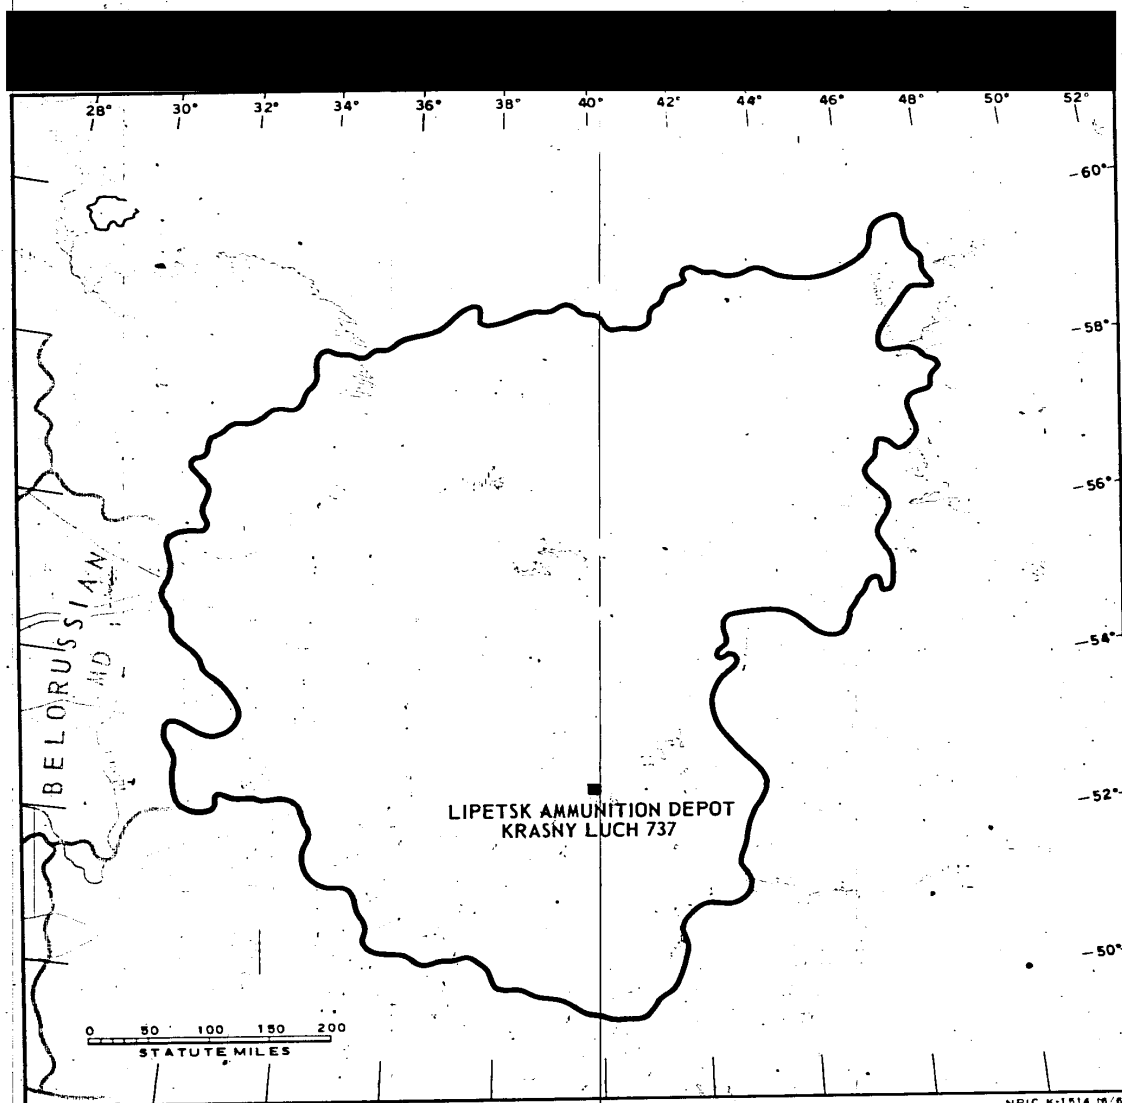 28° 30° 32° 34° 36° 38° 40° 42° 44° 46° 48° 50° 52°
60°
58°
56°
54°
BELORUSSIAN
52°
LIPETSK AMMUNITION DEPOT
KRASNY LUCH 737
50°
0 50 100 150 200
STATUTE MILES